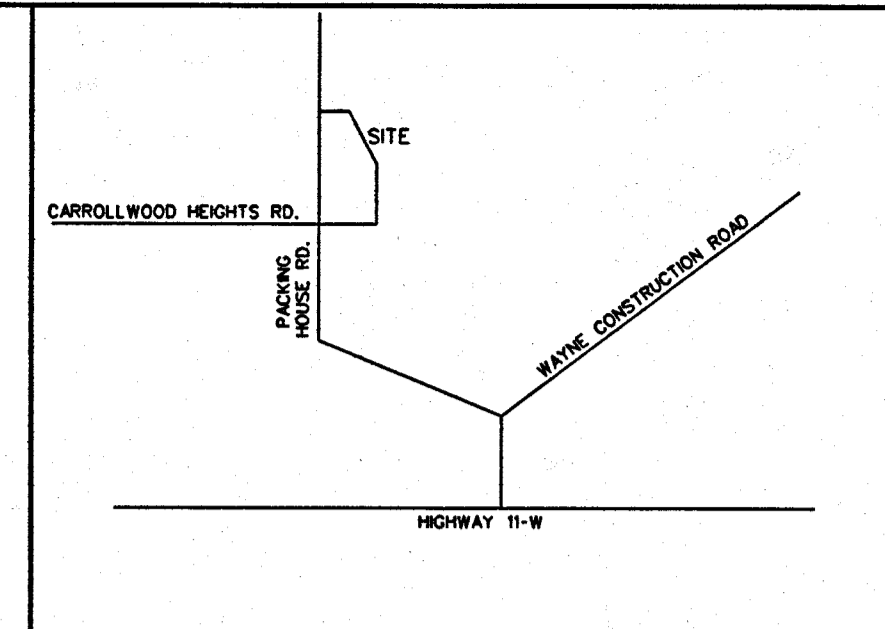 SITE
CARROLLWOOD HEIGHTS RD.
PACKING
HOUSE RD.
WAYNE CONSTRUCTION ROAD
HIGHWAY 11-W